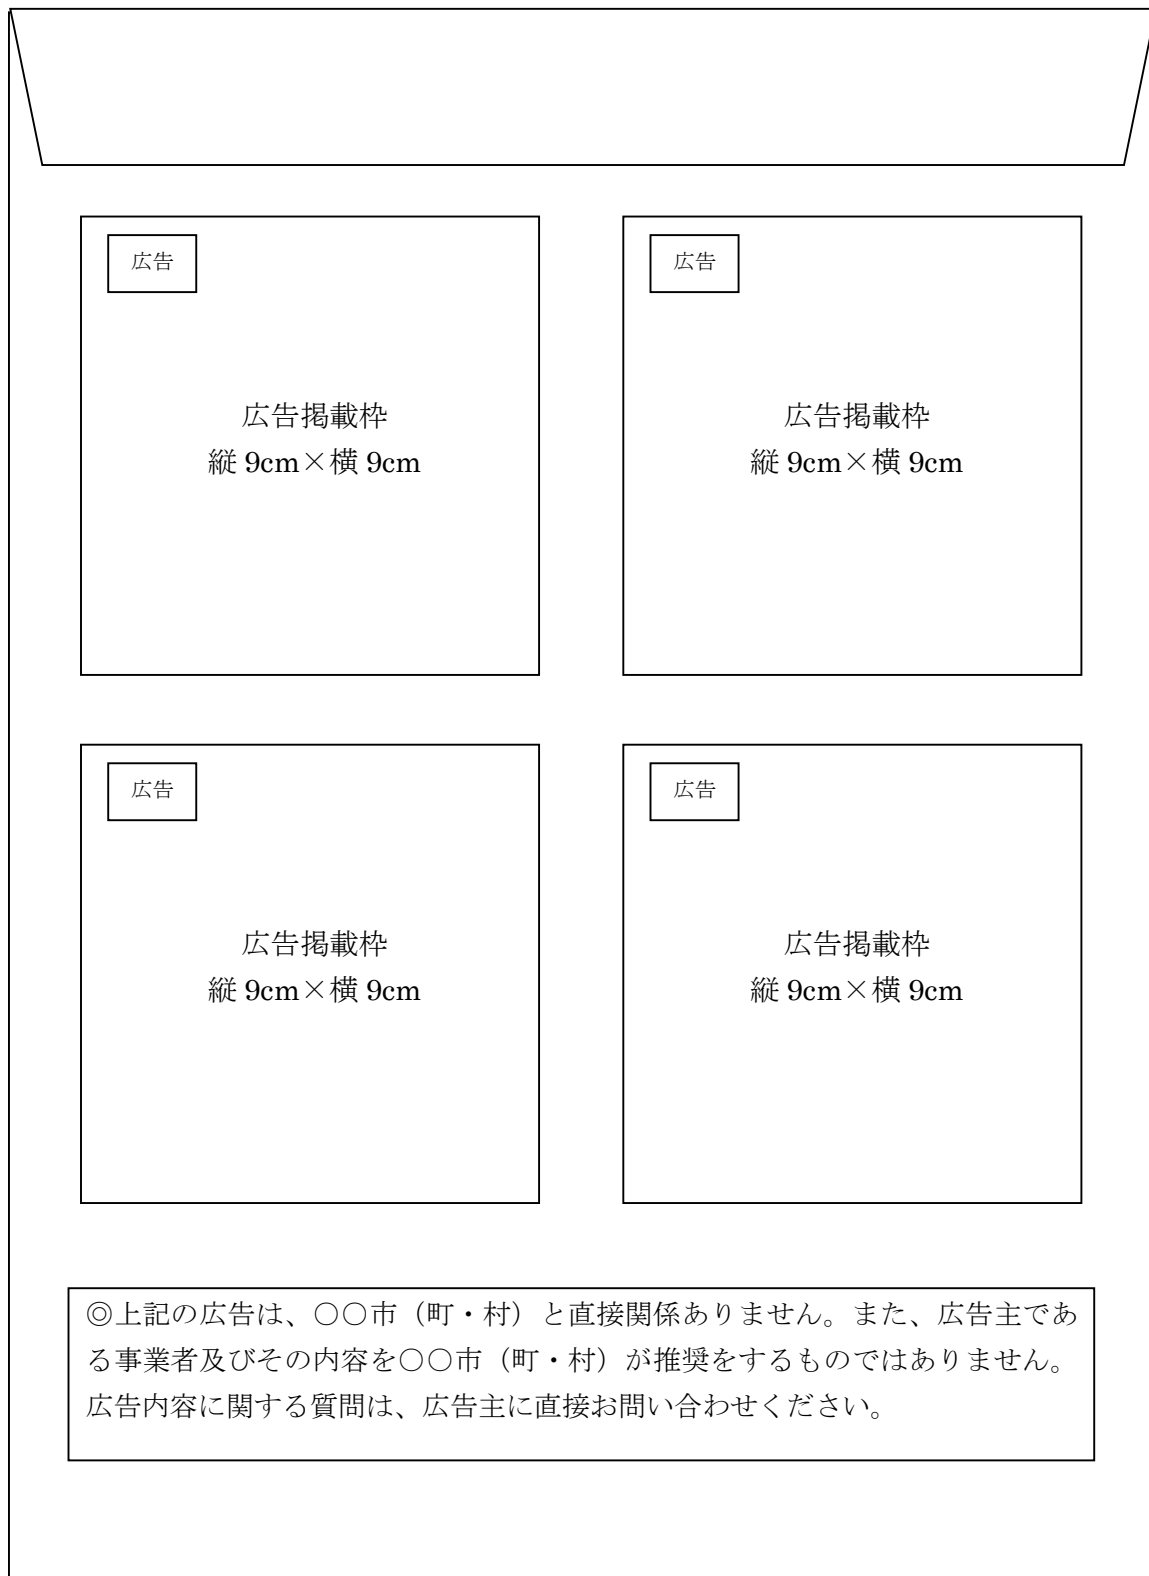 広告
広告掲載枠
縦 9cm×横 9cm
広告
広告掲載枠
縦 9cm×横 9cm
広告
広告掲載枠
縦 9cm×横 9cm
広告
広告掲載枠
縦 9cm×横 9cm
◎上記の広告は、○○市（町・村）と直接関係ありません。また、広告主であ
る事業者及びその内容を○○市（町・村）が推奨をするものではありません。
広告内容に関する質問は、広告主に直接お問い合わせください。